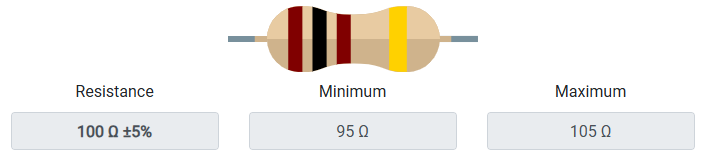 Resistance Minimum Maximum
100 Ω ±5% 95 Ω 105 Ω